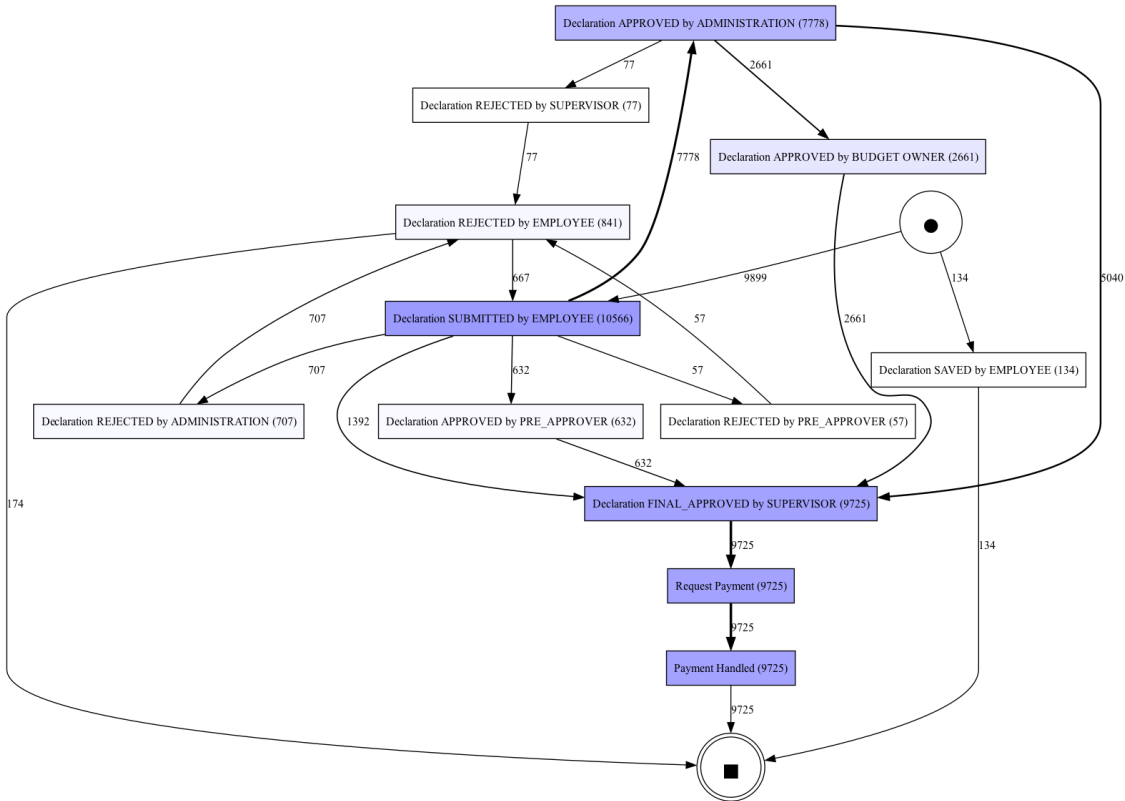 Declaration APPROVED by ADMINISTRATION (7778)
77
2661
Declaration REJECTED by SUPERVISOR (77)
77
7778
Declaration APPROVED by BUDGET OWNER (2661)
Declaration REJECTED by EMPLOYEE (841)
667
9899
134
5040
Declaration SUBMITTED by EMPLOYEE (10566)
707
57
2661
707
632
57
Declaration SAVED by EMPLOYEE (134)
Declaration REJECTED by ADMINISTRATION (707)
1392
Declaration APPROVED by PRE_APPROVER (632)
Declaration REJECTED by PRE_APPROVER (57)
632
174
Declaration FINAL_APPROVED by SUPERVISOR (9725)
9725
134
Request Payment (9725)
9725
Payment Handled (9725)
9725